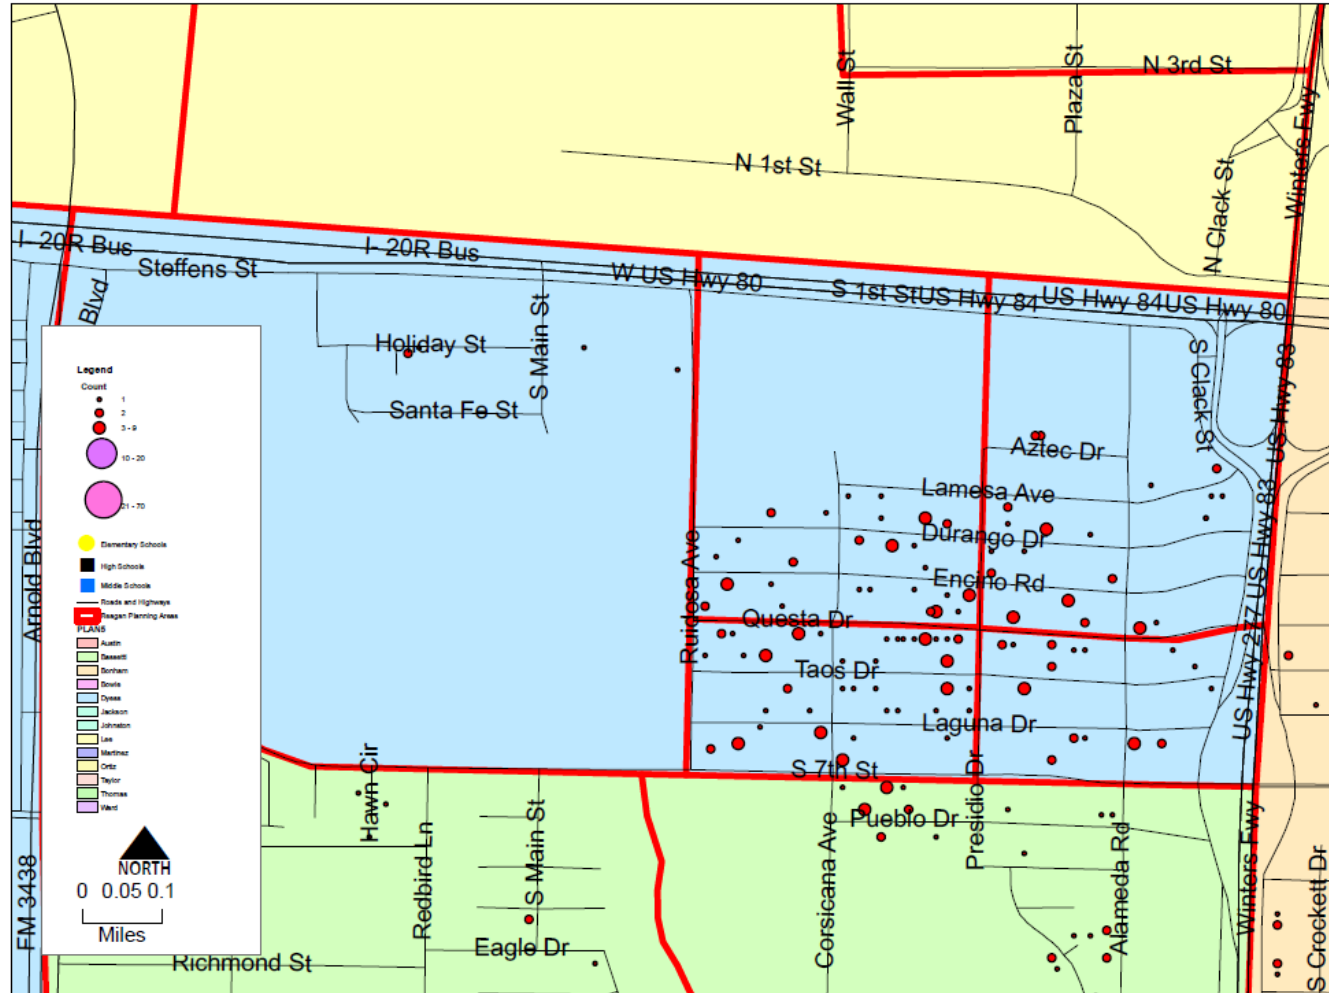 N 3rd St
Wall St
Plaza St
Winters Fwy
N 1st St
N Clack St
I- 20R Bus
I- 20R Bus
Steffens St
W US Hwy 80
S 1st St
US Hwy 84
US Hwy 84
US Hwy 80
Blvd
Holiday St
S Main St
Santa Fe St
S Clack St
US Hwy 83
Aztec Dr
Lamesa Ave
Durango Dr
Encino Rd
Ruidosa Ave
Questa Dr
Taos Dr
Laguna Dr
US Hwy 277
US Hwy 83
S 7th St
Legend
Count
1
2
3 - 9
10 - 20
21 - 70
Elementary Schools
High Schools
Middle Schools
Roads and Highways
Reagan Planning Areas
PLAN5
Austin
Bassetti
Bonham
Bowie
Dyess
Jackson
Johnston
Lee
Martinez
Ortiz
Taylor
Thomas
Ward
NORTH
0 0.05 0.1
Miles
Arnold Blvd
FM 3438
Hawn Cir
Redbird Ln
S Main St
Eagle Dr
Richmond St
Pueblo Dr
Corsicana Ave
Presidio Dr
Alameda Rd
Winters Fwy
S Crockett Dr